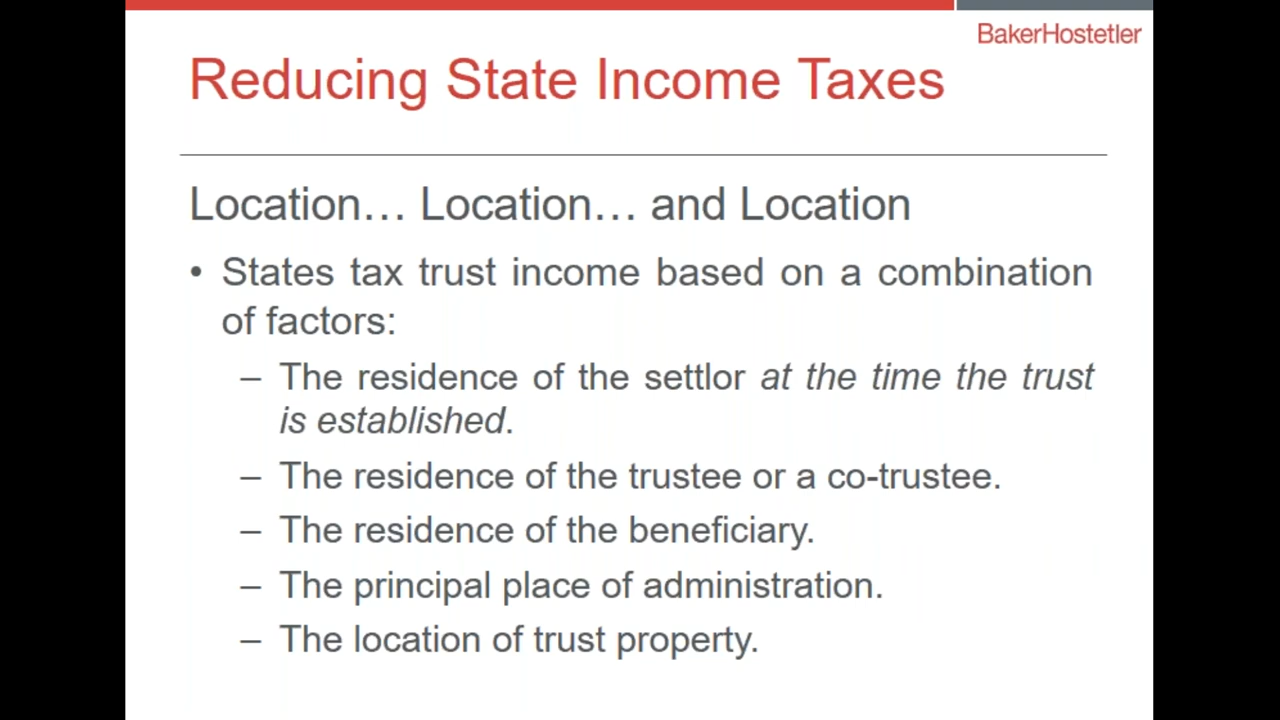 BakerHostetler
Reducing State Income Taxes
Location… Location… and Location
• States tax trust income based on a combination
of factors:
– The residence of the settlor at the time the trust
is established.
– The residence of the trustee or a co-trustee.
– The residence of the beneficiary.
– The principal place of administration.
– The location of trust property.